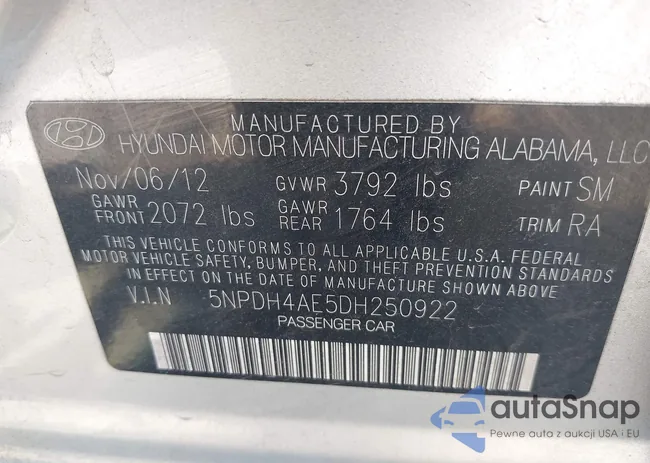 MANUFACTURED BY
HYUNDAI MOTOR MANUFACTURING ALABAMA, LLC
Nov/06/12 GVWR 3792 lbs PAINT SM
GAWR FRONT 2072 lbs GAWR REAR 1764 lbs TRIM RA
THIS VEHICLE CONFORMS TO ALL APPLICABLE U.S.A. FEDERAL
MOTOR VEHICLE SAFETY, BUMPER, AND THEFT PREVENTION STANDARDS
IN EFFECT ON THE DATE OF MANUFACTURE SHOWN ABOVE
V.I.N 5NPDH4AE5DH250922
PASSENGER CAR
autaSnap
Pewne auta z aukcji USA i EU